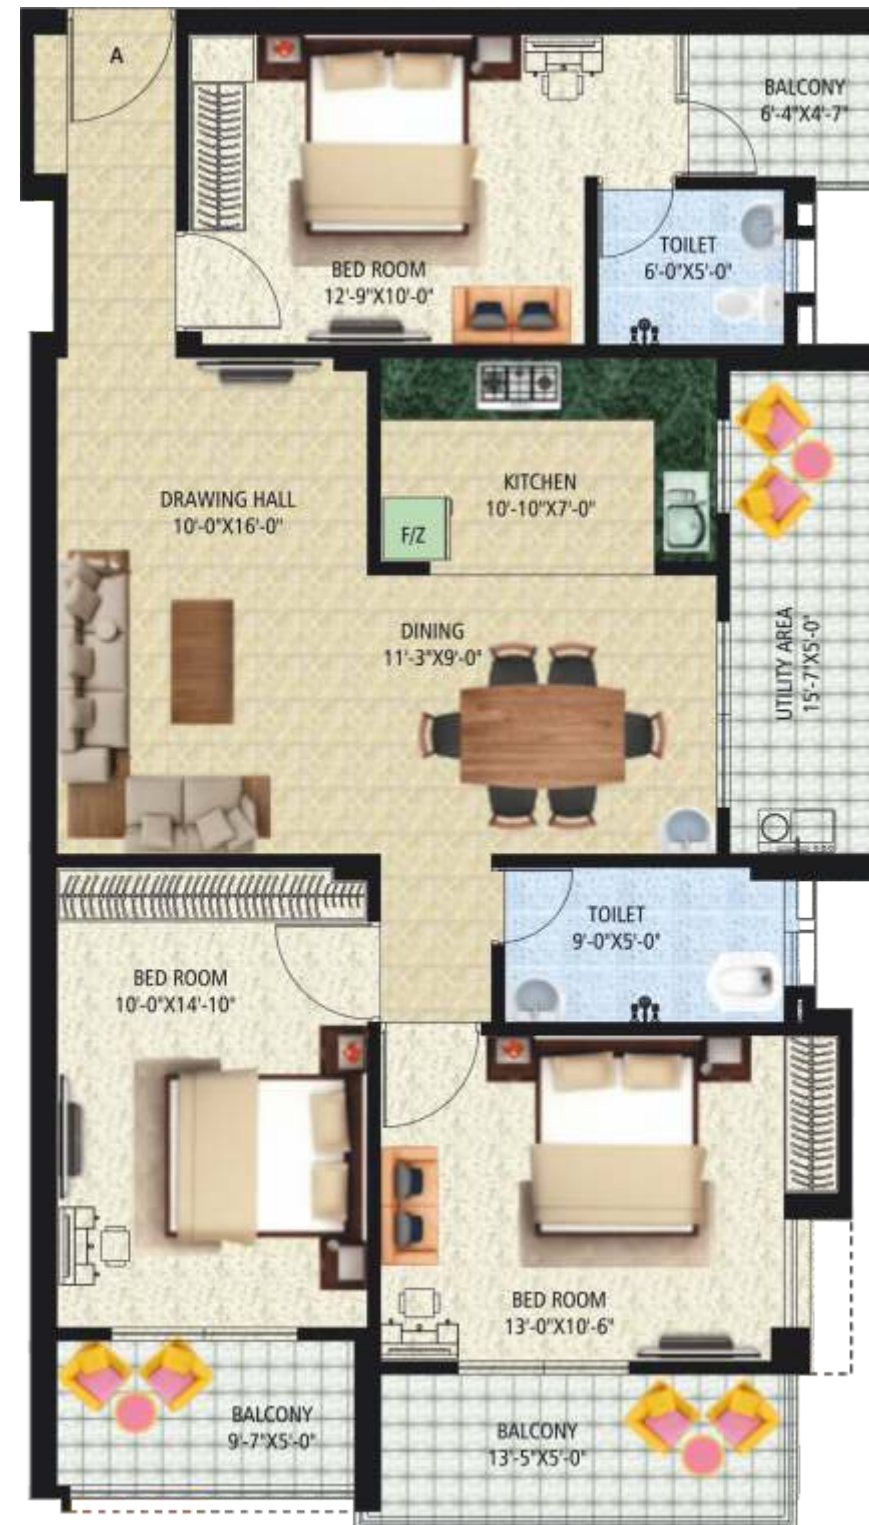 A
BALCONY
6'-4"X4'-7"
BED ROOM
12'-9"X10'-0"
TOILET
6'-0"X5'-0"
DRAWING HALL
10'-0"X16'-0"
KITCHEN
10'-10"X7'-0"
F/Z
DINING
11'-3"X9'-0"
UTILITY AREA
15'-7"X5'-0"
TOILET
9'-0"X5'-0"
BED ROOM
10'-0"X14'-10"
BED ROOM
13'-0"X10'-6"
BALCONY
9'-7"X5'-0"
BALCONY
13'-5"X5'-0"